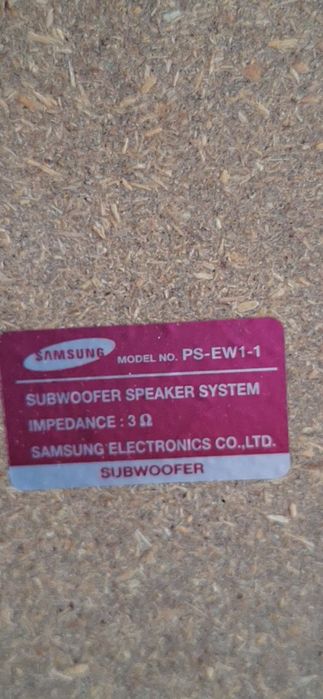 SAMSUNG MODEL NO. PS-EW1-1
SUBWOOFER SPEAKER SYSTEM
IMPEDANCE : 3 Ω
SAMSUNG ELECTRONICS CO.,LTD.
SUBWOOFER